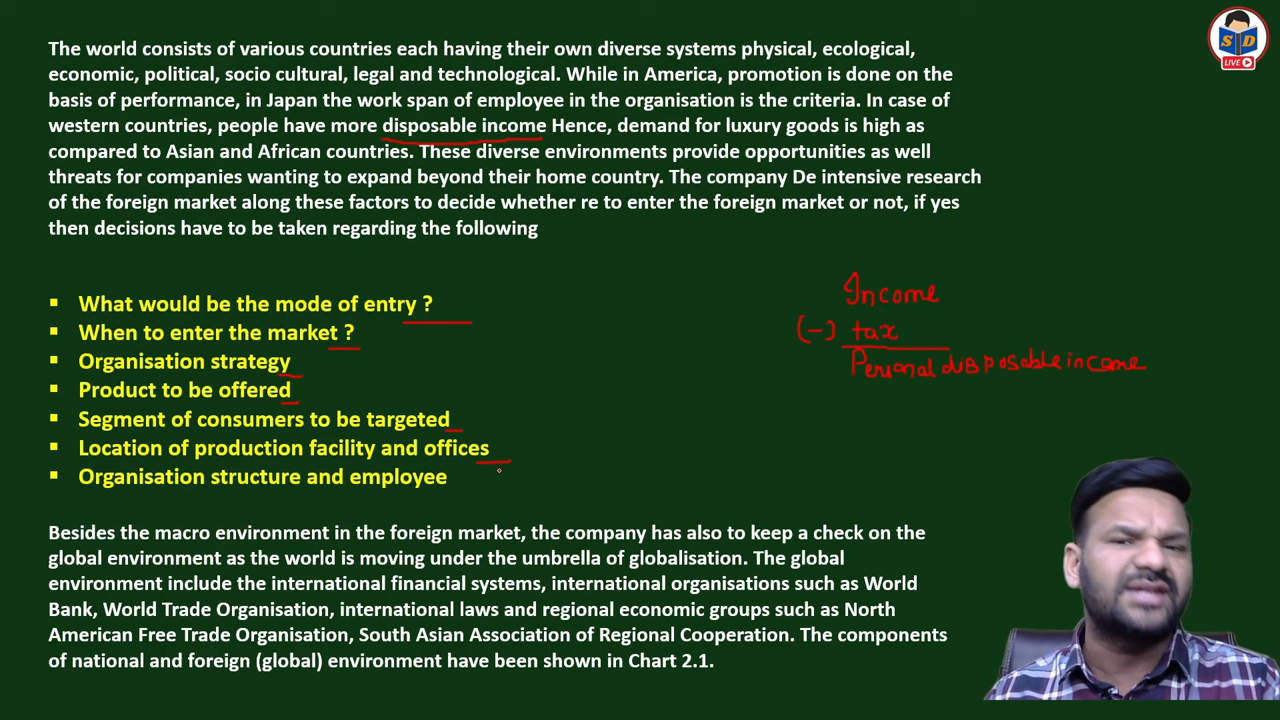 The world consists of various countries each having their own diverse systems physical, ecological,
economic, political, socio cultural, legal and technological. While in America, promotion is done on the
basis of performance, in Japan the work span of employee in the organisation is the criteria. In case of
western countries, people have more disposable income Hence, demand for luxury goods is high as
compared to Asian and African countries. These diverse environments provide opportunities as well
threats for companies wanting to expand beyond their home country. The company De intensive research
of the foreign market along these factors to decide whether re to enter the foreign market or not, if yes
then decisions have to be taken regarding the following
▪ What would be the mode of entry ?
▪ When to enter the market ?
▪ Organisation strategy
▪ Product to be offered
▪ Segment of consumers to be targeted
▪ Location of production facility and offices
▪ Organisation structure and employee
Income
(-) tax
Personal disposable income
Besides the macro environment in the foreign market, the company has also to keep a check on the
global environment as the world is moving under the umbrella of globalisation. The global
environment include the international financial systems, international organisations such as World
Bank, World Trade Organisation, international laws and regional economic groups such as North
American Free Trade Organisation, South Asian Association of Regional Cooperation. The components
of national and foreign (global) environment have been shown in Chart 2.1.
S D
LIVE